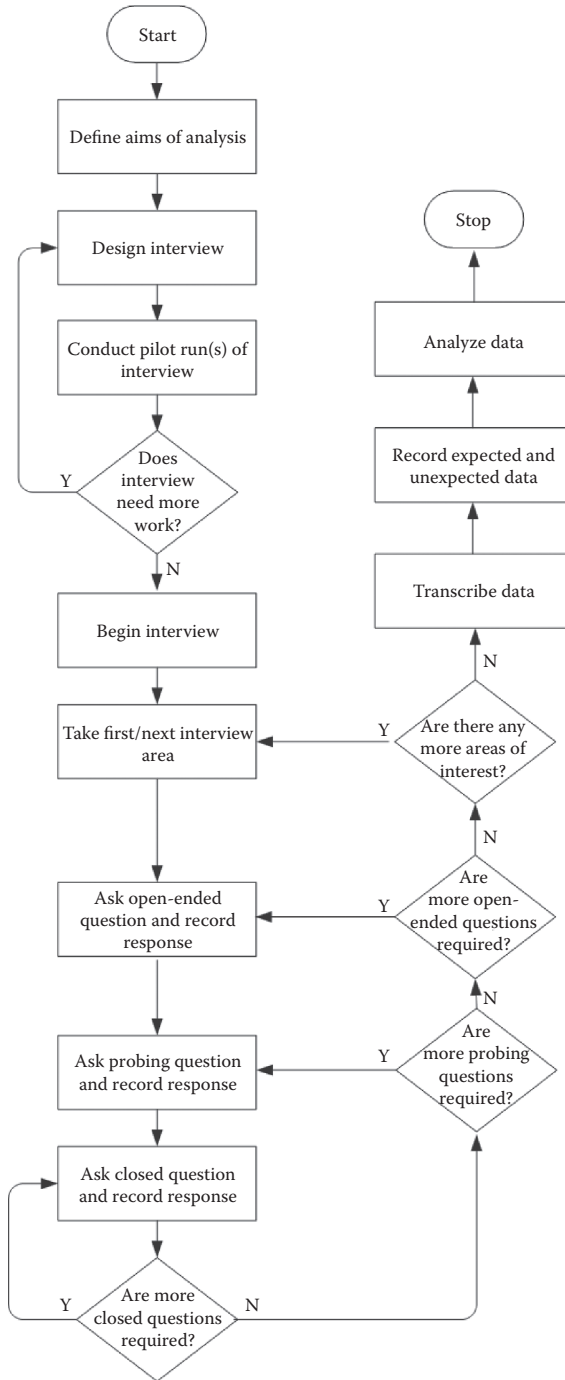 Start
Define aims of analysis
Design interview
Conduct pilot run(s) of
interview
Does
interview
need more
work?
Y
N
Begin interview
Take first/next interview
area
Ask open-ended
question and record
response
Ask probing question
and record response
Ask closed question
and record response
Are more
closed questions
required?
Y
N
Are
more probing
questions
required?
Y
N
Are
more open-
ended questions
required?
Y
N
Are there any
more areas of
interest?
Y
N
Transcribe data
Record expected and
unexpected data
Analyze data
Stop